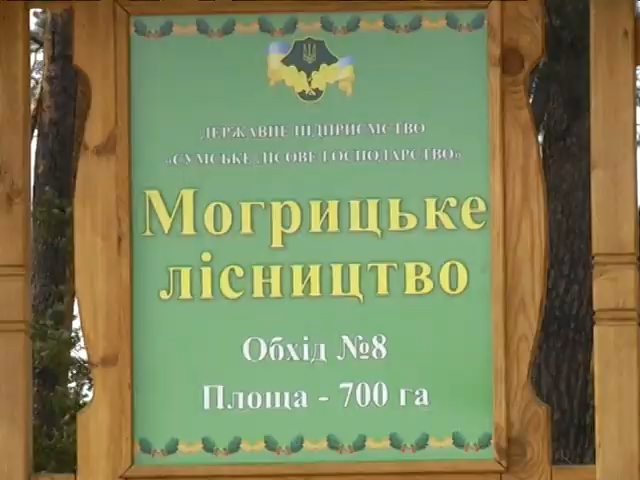 ДЕРЖАВНЕ ПІДПРИЄМСТВО
«СУМСЬКЕ ЛІСОВЕ ГОСПОДАРСТВО»
Могрицьке
лісництво
Обхід №8
Площа - 700 га